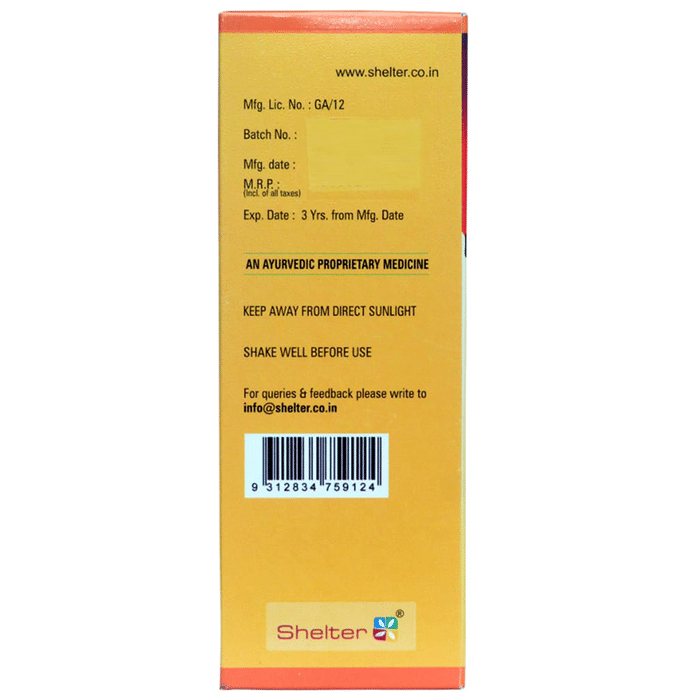 www.shelter.co.in
Mfg. Lic. No. : GA/12
Batch No. :
Mfg. date :
M.R.P. :
(Incl. of all taxes)
Exp. Date : 3 Yrs. from Mfg. Date
AN AYURVEDIC PROPRIETARY MEDICINE
KEEP AWAY FROM DIRECT SUNLIGHT
SHAKE WELL BEFORE USE
For queries & feedback please write to
info@shelter.co.in
9 312834 759124
Shelter ®